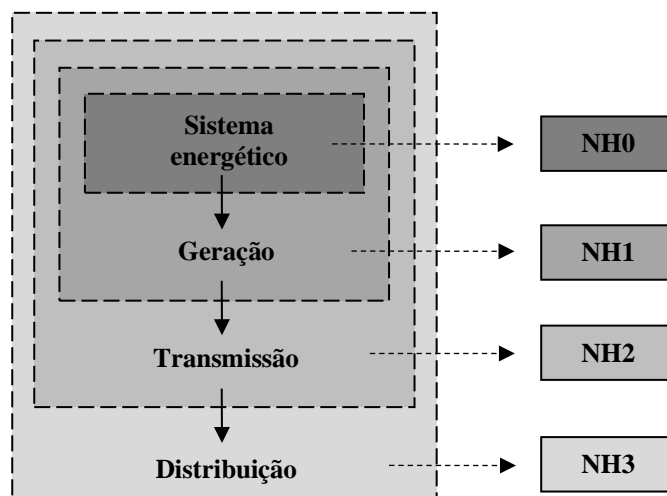 Sistema
energético
NH0
Geração
NH1
Transmissão
NH2
Distribuição
NH3